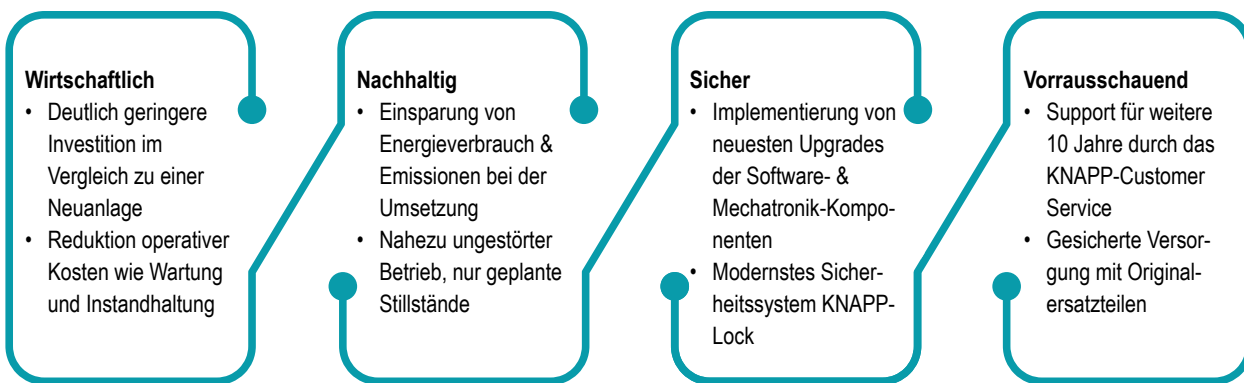 Wirtschaftlich
• Deutlich geringere
Investition im
Vergleich zu einer
Neuanlage
• Reduktion operativer
Kosten wie Wartung
und Instandhaltung
Nachhaltig
• Einsparung von
Energieverbrauch &
Emissionen bei der
Umsetzung
• Nahezu ungestörter
Betrieb, nur geplante
Stillstände
Sicher
• Implementierung von
neuesten Upgrades
der Software- &
Mechatronik-Kompo-
nenten
• Modernstes Sicher-
heitssystem KNAPP-
Lock
Vorrausschauend
• Support für weitere
10 Jahre durch das
KNAPP-Customer
Service
• Gesicherte Versor-
gung mit Original-
ersatzteilen